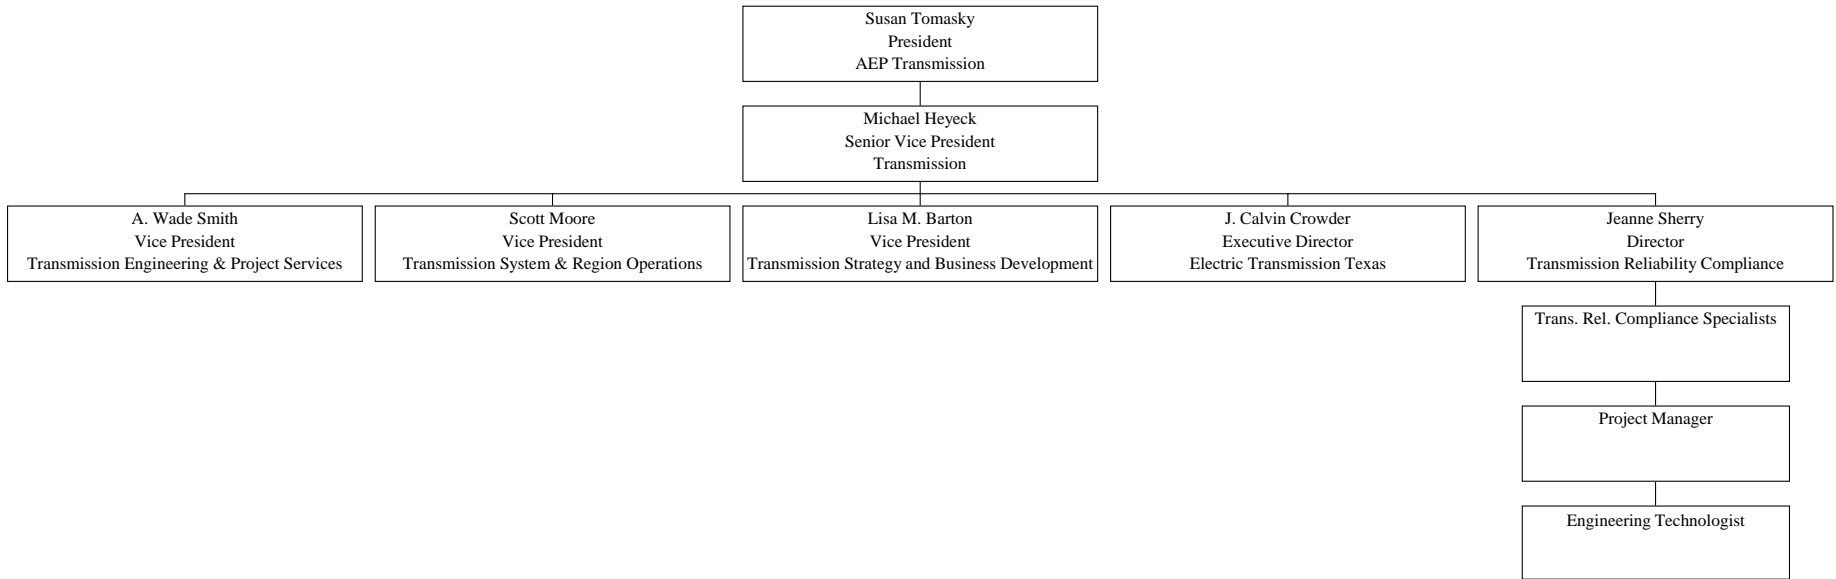 Susan Tomasky
President
AEP Transmission
Michael Heyeck
Senior Vice President
Transmission
A. Wade Smith
Vice President
Transmission Engineering & Project Services
Scott Moore
Vice President
Transmission System & Region Operations
Lisa M. Barton
Vice President
Transmission Strategy and Business Development
J. Calvin Crowder
Executive Director
Electric Transmission Texas
Jeanne Sherry
Director
Transmission Reliability Compliance
Trans. Rel. Compliance Specialists
Project Manager
Engineering Technologist